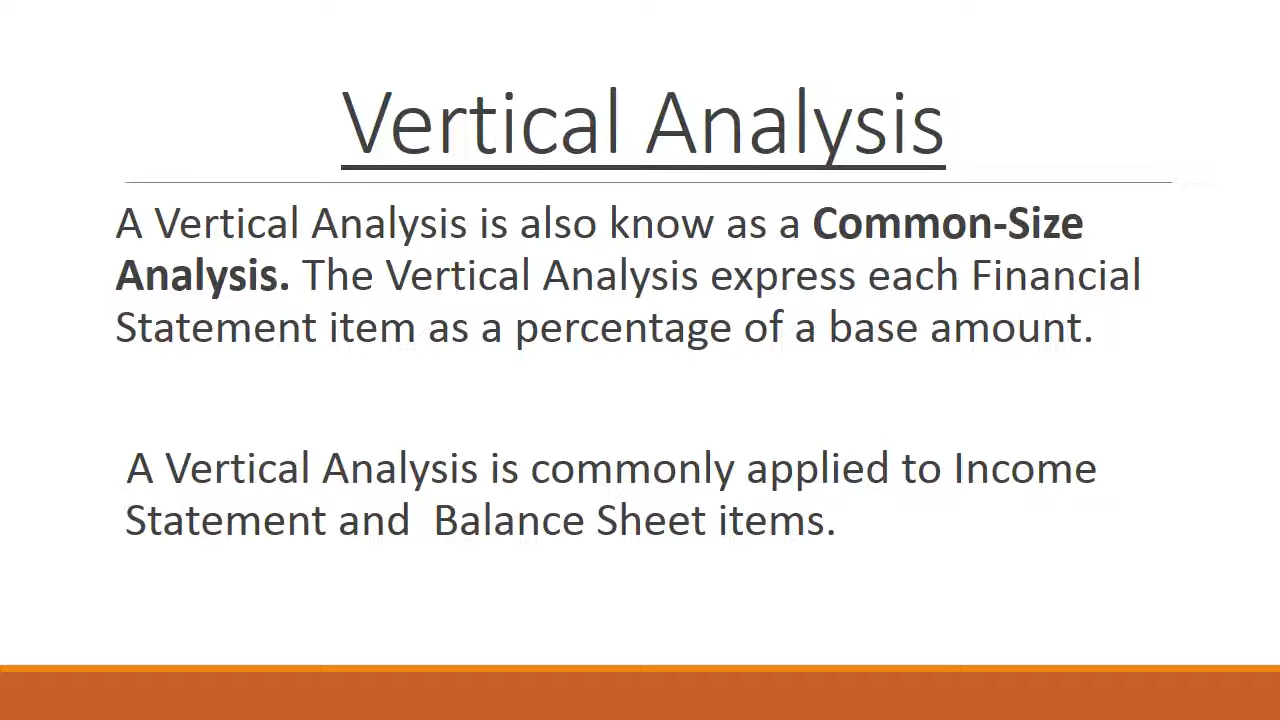 Vertical Analysis
A Vertical Analysis is also know as a Common-Size
Analysis. The Vertical Analysis express each Financial
Statement item as a percentage of a base amount.
A Vertical Analysis is commonly applied to Income
Statement and  Balance Sheet items.